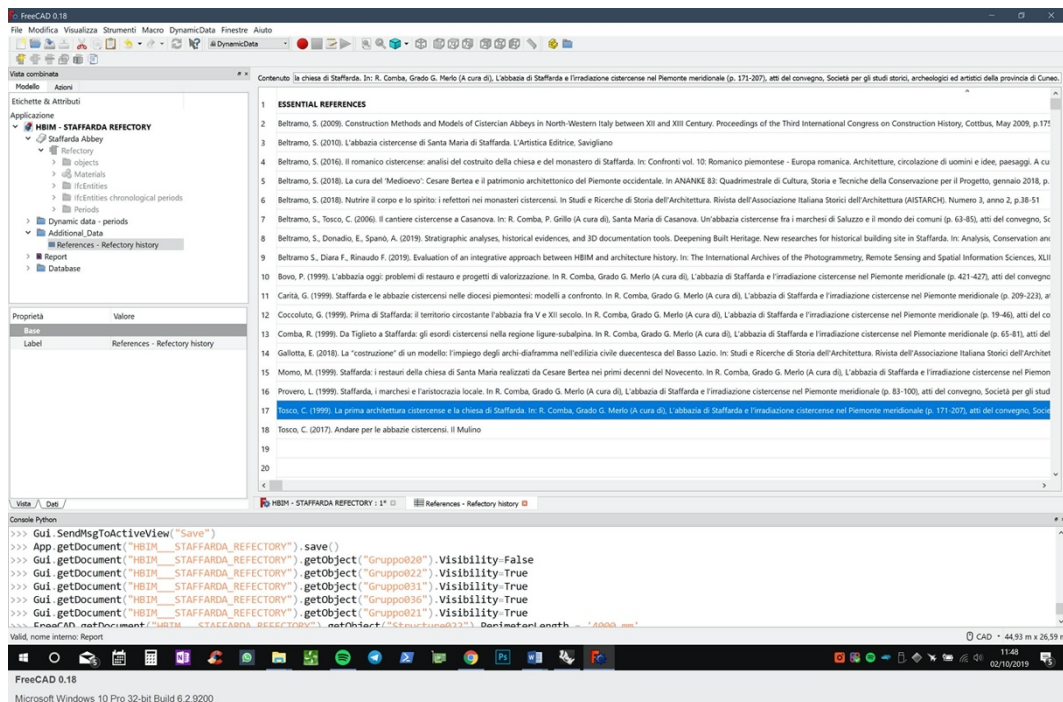 FreeCAD 0.18
File Modifica Visualizza Strumenti Macro DynamicData Finestre Aiuto
DynamicData
Vista combinata
Modello Azioni
Etichette & Attributi
Applicazione
HBIM - STAFFARDA REFECTORY
Staffarda Abbey
Refectory
objects
Materials
IfcEntities
IfcEntities chronological periods
Periods
Dynamic data - periods
Additional_Data
References - Refectory history
Report
Database
Proprietà Valore
Base
Label References - Refectory history
Vista Dati
Contenuto la chiesa di Staffarda. In: R. Comba, Grado G. Merlo (A cura di), L'abbazia di Staffarda e l'irradiazione cistercense nel Piemonte meridionale (p. 171-207), atti del convegno, Società per gli studi storici, archeologici ed artistici della provincia di Cuneo.
1 ESSENTIAL REFERENCES
2 Beltramo, S. (2009). Construction Methods and Models of Cistercian Abbeys in North-Western Italy between XII and XIII Century. Proceedings of the Third International Congress on Construction History, Cottbus, May 2009, p.175
3 Beltramo, S. (2010). L'abbazia cistercense di Santa Maria di Staffarda. L'Artistica Editrice, Savigliano
4 Beltramo, S. (2016). Il romanico cistercense: analisi del costruito della chiesa e del monastero di Staffarda. In: Confronti vol. 10: Romanico piemontese - Europa romanica. Architetture, circolazione di uomini e idee, paesaggi. A cu
5 Beltramo, S. (2018). La cura del 'Medioevo': Cesare Bertea e il patrimonio architettonico del Piemonte occidentale. In ANANKE 83: Quadrimestrale di Cultura, Storia e Tecniche della Conservazione per il Progetto, gennaio 2018, p.
6 Beltramo, S. (2018). Nutrire il corpo e lo spirito: i refettori nei monasteri cistercensi. In Studi e Ricerche di Storia dell'Architettura. Rivista dell'Associazione Italiana Storici dell'Architettura (AISTARCH). Numero 3, anno 2, p.38-51
7 Beltramo, S., Tosco, C. (2006). Il cantiere cistercense a Casanova. In: R. Comba, P. Grillo (A cura di), Santa Maria di Casanova. Un'abbazia cistercense fra i marchesi di Saluzzo e il mondo dei comuni (p. 63-85), atti del convegno, Sc
8 Beltramo, S., Donadio, E., Spanò, A. (2019). Stratigraphic analyses, historical evidences, and 3D documentation tools. Deepening Built Heritage. New researches for historical building site in Staffarda. In: Analysis, Conservation and
9 Beltramo S., Diara F., Rinaudo F. (2019). Evaluation of an integrative approach between HBIM and architecture history. In: The International Archives of the Photogrammetry, Remote Sensing and Spatial Information Sciences, XLII
10 Bovo, P. (1999). L'abbazia oggi: problemi di restauro e progetti di valorizzazione. In R. Comba, Grado G. Merlo (A cura di), L'abbazia di Staffarda e l'irradiazione cistercense nel Piemonte meridionale (p. 421-427), atti del convegno
11 Carità, G. (1999). Staffarda e le abbazie cistercensi nelle diocesi piemontesi: modelli a confronto. In R. Comba, Grado G. Merlo (A cura di), L'abbazia di Staffarda e l'irradiazione cistercense nel Piemonte meridionale (p. 209-223), a
12 Coccoluto, G. (1999). Prima di Staffarda: il territorio circostante l'abbazia fra V e XII secolo. In R. Comba, Grado G. Merlo (A cura di), L'abbazia di Staffarda e l'irradiazione cistercense nel Piemonte meridionale (p. 19-46), atti del co
13 Comba, R. (1999). Da Tiglieto a Staffarda: gli esordi cistercensi nella regione ligure-subalpina. In R. Comba, Grado G. Merlo (A cura di), L'abbazia di Staffarda e l'irradiazione cistercense nel Piemonte meridionale (p. 65-81), atti del
14 Gallotta, E. (2018). La "costruzione" di un modello: l'impiego degli archi-diaframma nell'edilizia civile duecentesca del Basso Lazio. In: Studi e Ricerche di Storia dell'Architettura. Rivista dell'Associazione Italiana Storici dell'Architet
15 Momo, M. (1999). Staffarda: i restauri della chiesa di Santa Maria realizzati da Cesare Bertea nei primi decenni del Novecento. In R. Comba, Grado G. Merlo (A cura di), L'abbazia di Staffarda e l'irradiazione cistercense nel Piemon
16 Provero, L. (1999). Staffarda, i marchesi e l'aristocrazia locale. In R. Comba, Grado G. Merlo (A cura di), L'abbazia di Staffarda e l'irradiazione cistercense nel Piemonte meridionale (p. 83-100), atti del convegno, Società per gli stud
17 Tosco, C. (1999). La prima architettura cistercense e la chiesa di Staffarda. In: R. Comba, Grado G. Merlo (A cura di), L'abbazia di Staffarda e l'irradiazione cistercense nel Piemonte meridionale (p. 171-207), atti del convegno, Socie
18 Tosco, C. (2017). Andare per le abbazie cistercensi. Il Mulino
19
20
HBIM - STAFFARDA REFECTORY : 1* References - Refectory history
Console Python
>>> Gui.SendMsgToActiveView("Save")
>>> App.getDocument("HBIM___STAFFARDA_REFECTORY").save()
>>> Gui.getDocument("HBIM___STAFFARDA_REFECTORY").getObject("Gruppo020").Visibility=False
>>> Gui.getDocument("HBIM___STAFFARDA_REFECTORY").getObject("Gruppo022").Visibility=True
>>> Gui.getDocument("HBIM___STAFFARDA_REFECTORY").getObject("Gruppo031").Visibility=True
>>> Gui.getDocument("HBIM___STAFFARDA_REFECTORY").getObject("Gruppo036").Visibility=True
>>> Gui.getDocument("HBIM___STAFFARDA_REFECTORY").getObject("Gruppo021").Visibility=True
>>> FreeCAD.getDocument("HBIM___STAFFARDA_REFECTORY").getObject("Structure022").PerimeterLength = '4000 mm'
Valid, nome interno: Report
CAD 44,93 m x 26,59 m
11:48
02/10/2019
FreeCAD 0.18
Microsoft Windows 10 Pro 32-bit Build 6.2.9200